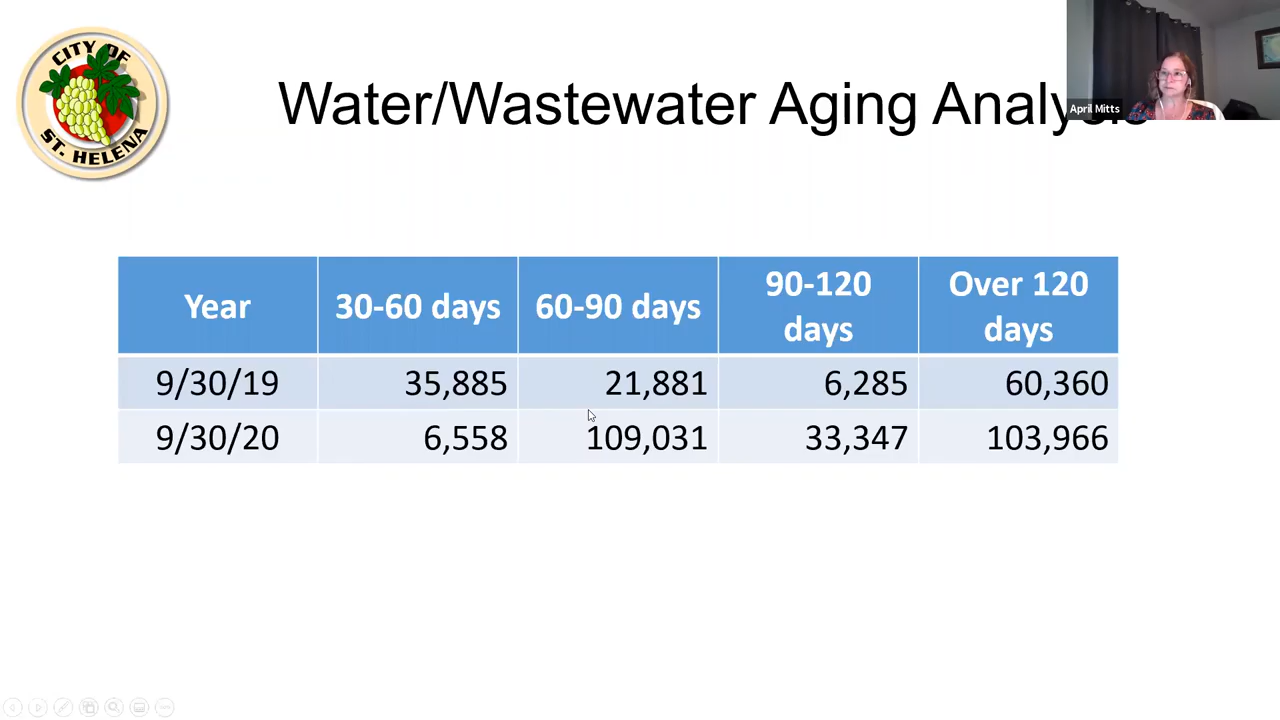 CITY OF
ST. HELENA
Water/Wastewater Aging Analysis
April Mitts
Year 30-60 days 60-90 days 90-120 days Over 120 days
9/30/19 35,885 21,881 6,285 60,360
9/30/20 6,558 109,031 33,347 103,966